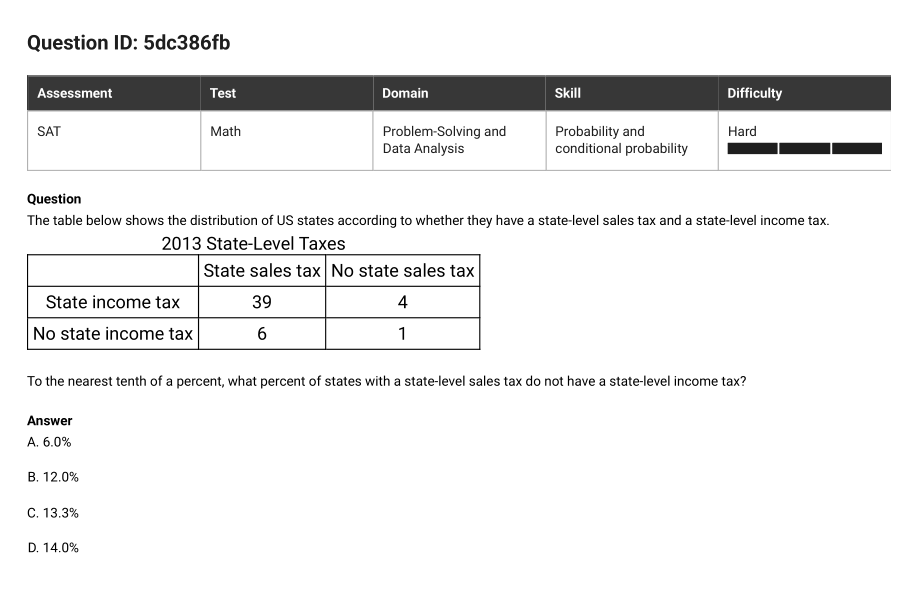 Question ID: 5dc386fb
Assessment Test Domain Skill Difficulty
SAT Math Problem-Solving and Data Analysis Probability and conditional probability Hard
Question
The table below shows the distribution of US states according to whether they have a state-level sales tax and a state-level income tax.
2013 State-Level Taxes
State sales tax No state sales tax
State income tax 39 4
No state income tax 6 1
To the nearest tenth of a percent, what percent of states with a state-level sales tax do not have a state-level income tax?
Answer
A. 6.0%
B. 12.0%
C. 13.3%
D. 14.0%